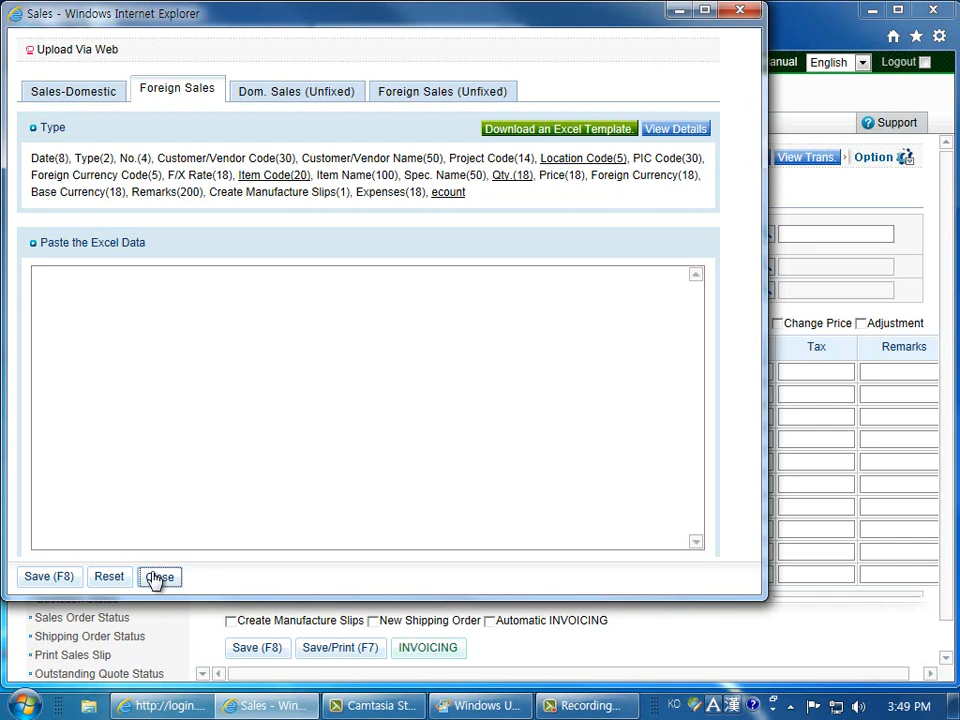 Sales - Windows Internet Explorer
Upload Via Web
Sales-Domestic
Foreign Sales
Dom. Sales (Unfixed)
Foreign Sales (Unfixed)
Type
Download an Excel Template.
View Details
Date(8), Type(2), No.(4), Customer/Vendor Code(30), Customer/Vendor Name(50), Project Code(14), Location Code(5), PIC Code(30),
Foreign Currency Code(5), F/X Rate(18), Item Code(20), Item Name(100), Spec. Name(50), Qty.(18), Price(18), Foreign Currency(18),
Base Currency(18), Remarks(200), Create Manufacture Slips(1), Expenses(18), ecount
Paste the Excel Data
Save (F8)
Reset
English
Logout
Support
View Trans.
Option
Change Price
Adjustment
Tax
Remarks
Sales Order Status
Shipping Order Status
Print Sales Slip
Outstanding Quote Status
Create Manufacture Slips
New Shipping Order
Automatic INVOICING
Save (F8)
Save/Print (F7)
INVOICING
http://login....
Sales - Win...
Camtasia St...
Windows U...
Recording...
KO
A
漢
3:49 PM